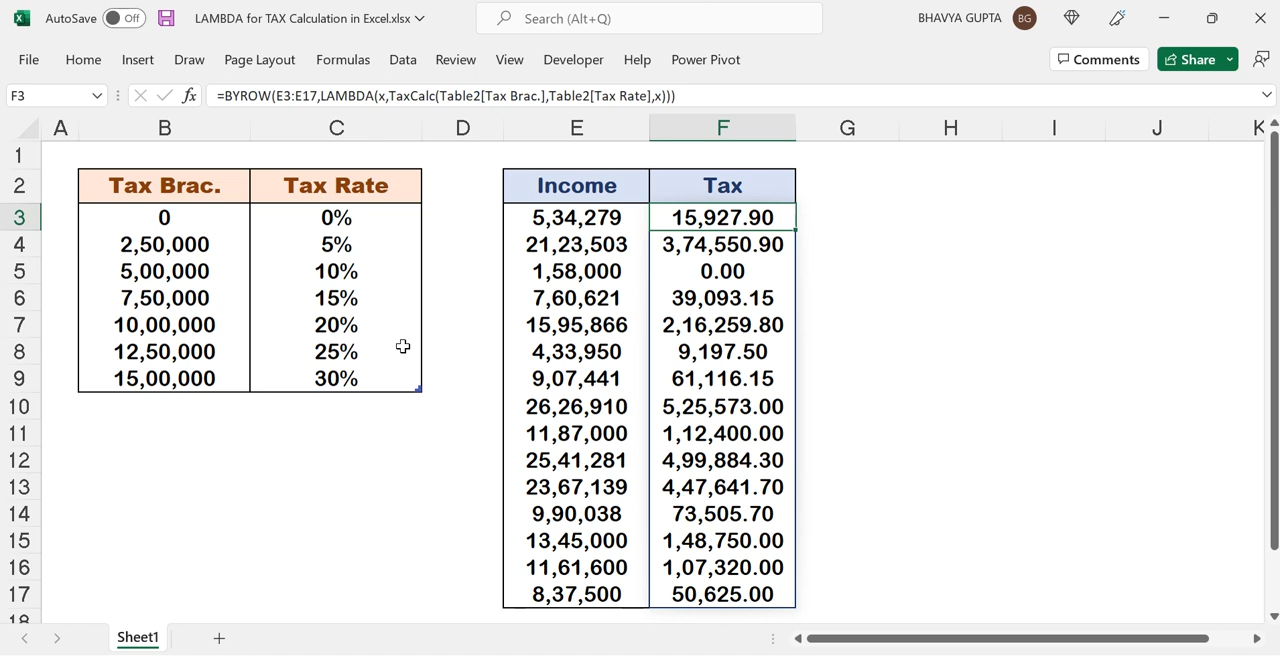 AutoSave Off LAMBDA for TAX Calculation in Excel.xlsx Search (Alt+Q) BHAVYA GUPTA BG
File Home Insert Draw Page Layout Formulas Data Review View Developer Help Power Pivot Comments Share
F3 fx =BYROW(E3:E17,LAMBDA(x,TaxCalc(Table2[Tax Brac.],Table2[Tax Rate],x)))
A B C D E F G H I J K
1
2 Tax Brac. Tax Rate Income Tax
3 0 0% 5,34,279 15,927.90
4 2,50,000 5% 21,23,503 3,74,550.90
5 5,00,000 10% 1,58,000 0.00
6 7,50,000 15% 7,60,621 39,093.15
7 10,00,000 20% 15,95,866 2,16,259.80
8 12,50,000 25% 4,33,950 9,197.50
9 15,00,000 30% 9,07,441 61,116.15
10 26,26,910 5,25,573.00
11 11,87,000 1,12,400.00
12 25,41,281 4,99,884.30
13 23,67,139 4,47,641.70
14 9,90,038 73,505.70
15 13,45,000 1,48,750.00
16 11,61,600 1,07,320.00
17 8,37,500 50,625.00
18
Sheet1